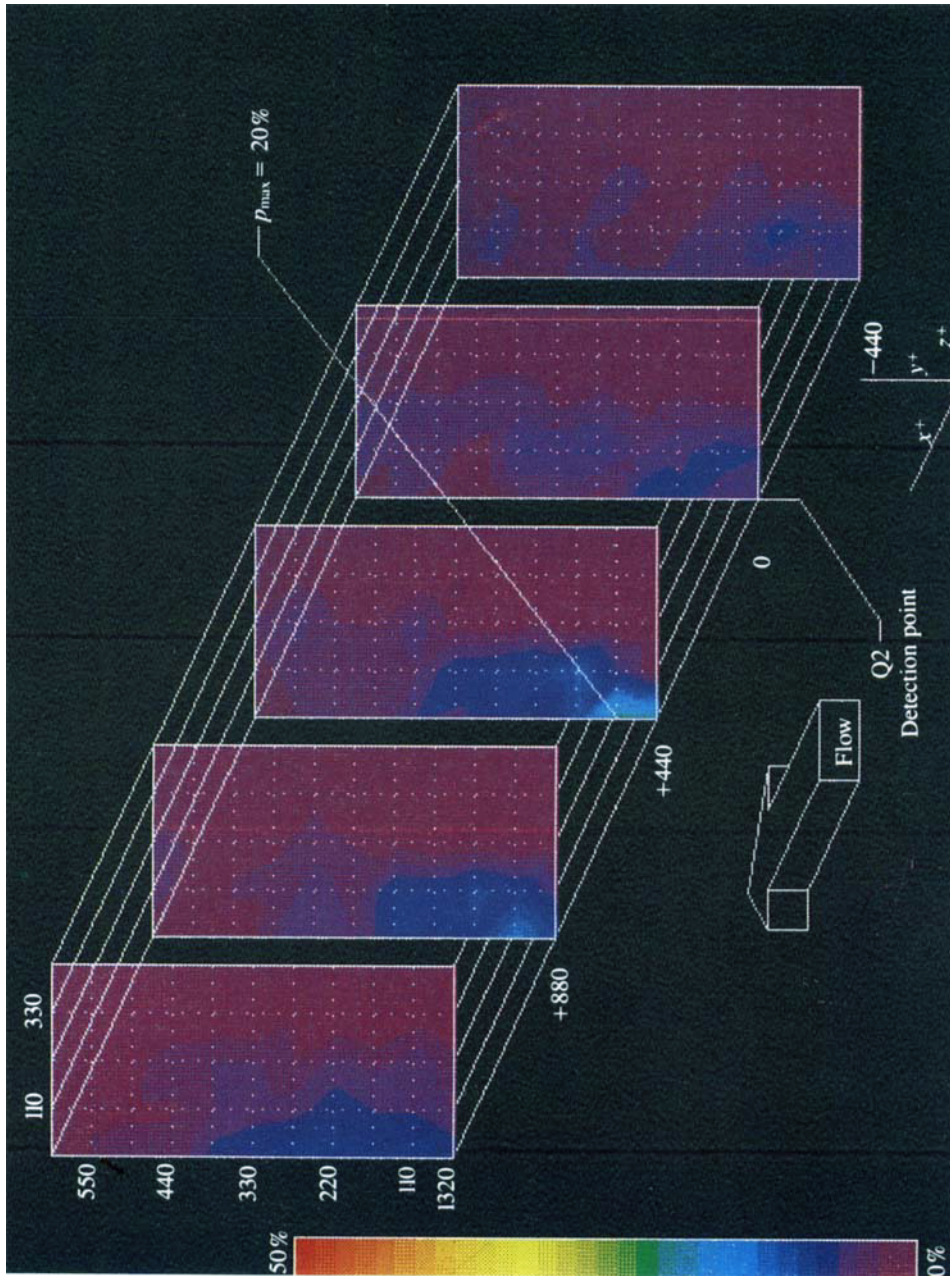 p_max = 20%
110 330
550
440
330
220
110
1320
+880
+440
0
−440
y⁺
x⁺
z⁺
Flow
Q2
Detection point
50%
0%